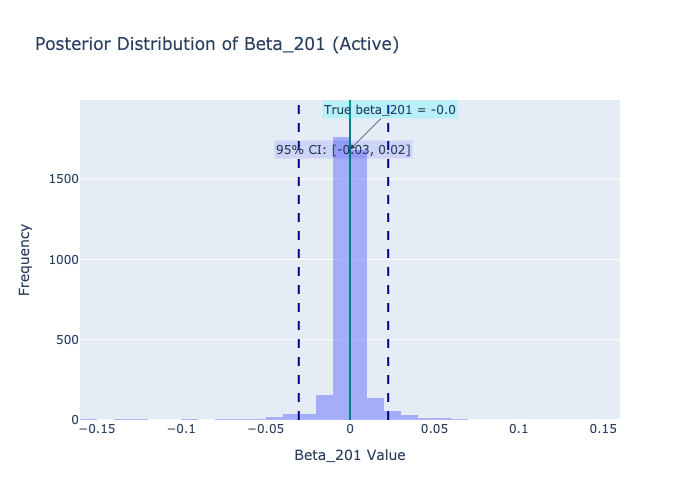 Posterior Distribution of Beta_201 (Active)
True beta_201 = -0.0
95% CI: [-0.03, 0.02]
1500
1000
500
0
Frequency
−0.15 −0.1 −0.05 0 0.05 0.1 0.15
Beta_201 Value